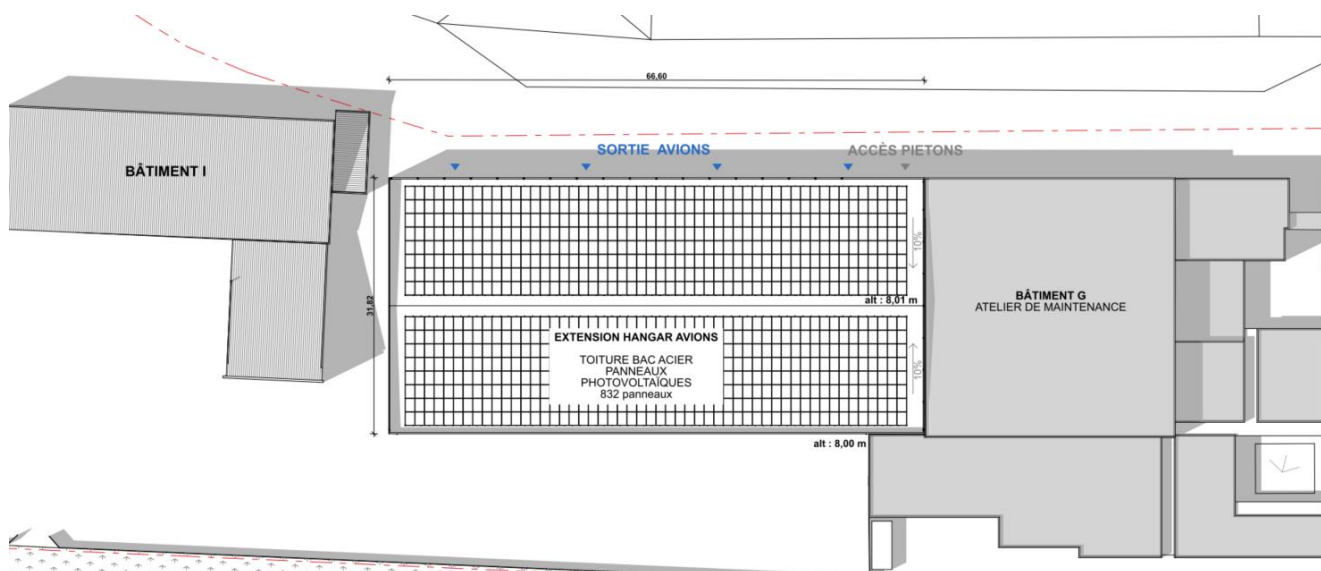 66,60
SORTIE AVIONS
ACCÈS PIETONS
BÂTIMENT I
10%
31,82
alt : 8,01 m
BÂTIMENT G
ATELIER DE MAINTENANCE
EXTENSION HANGAR AVIONS
TOITURE BAC ACIER
PANNEAUX
PHOTOVOLTAÏQUES
832 panneaux
10%
alt : 8,00 m